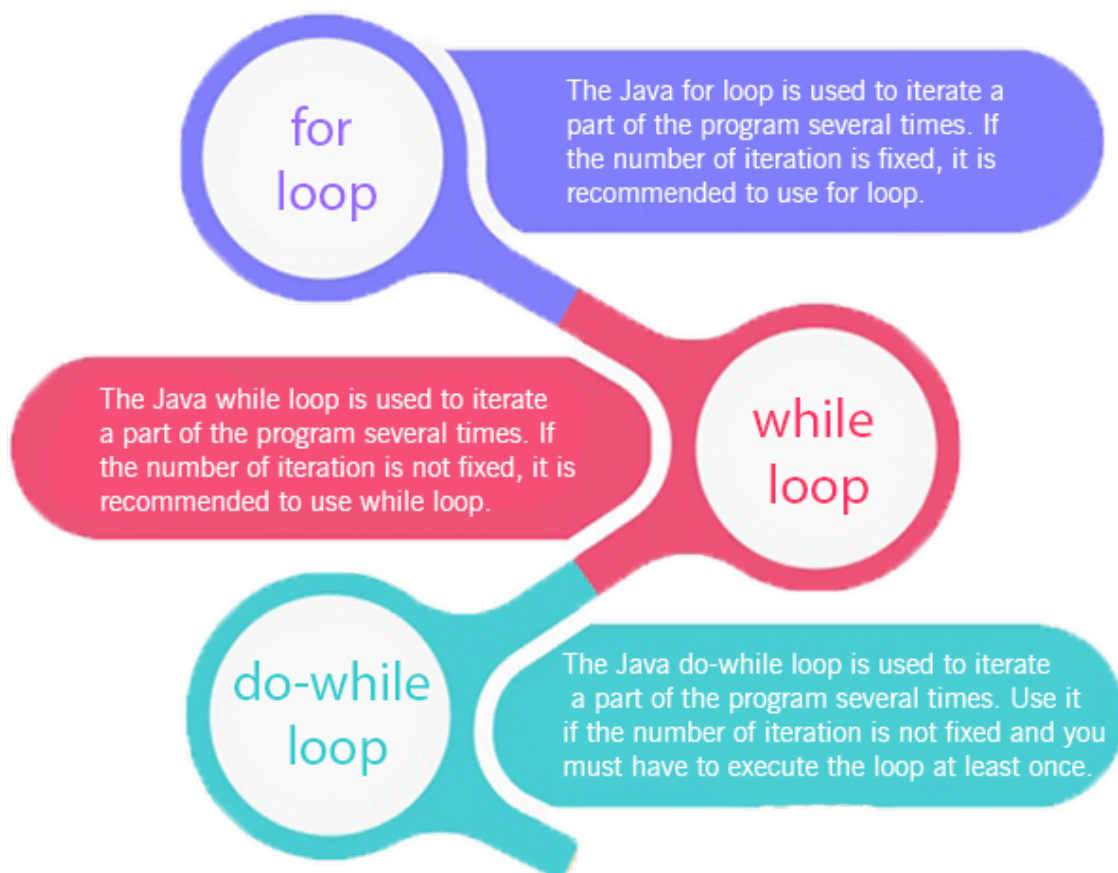 for
loop
The Java for loop is used to iterate a
part of the program several times. If
the number of iteration is fixed, it is
recommended to use for loop.
The Java while loop is used to iterate
a part of the program several times. If
the number of iteration is not fixed, it is
recommended to use while loop.
while
loop
do-while
loop
The Java do-while loop is used to iterate
a part of the program several times. Use it
if the number of iteration is not fixed and you
must have to execute the loop at least once.